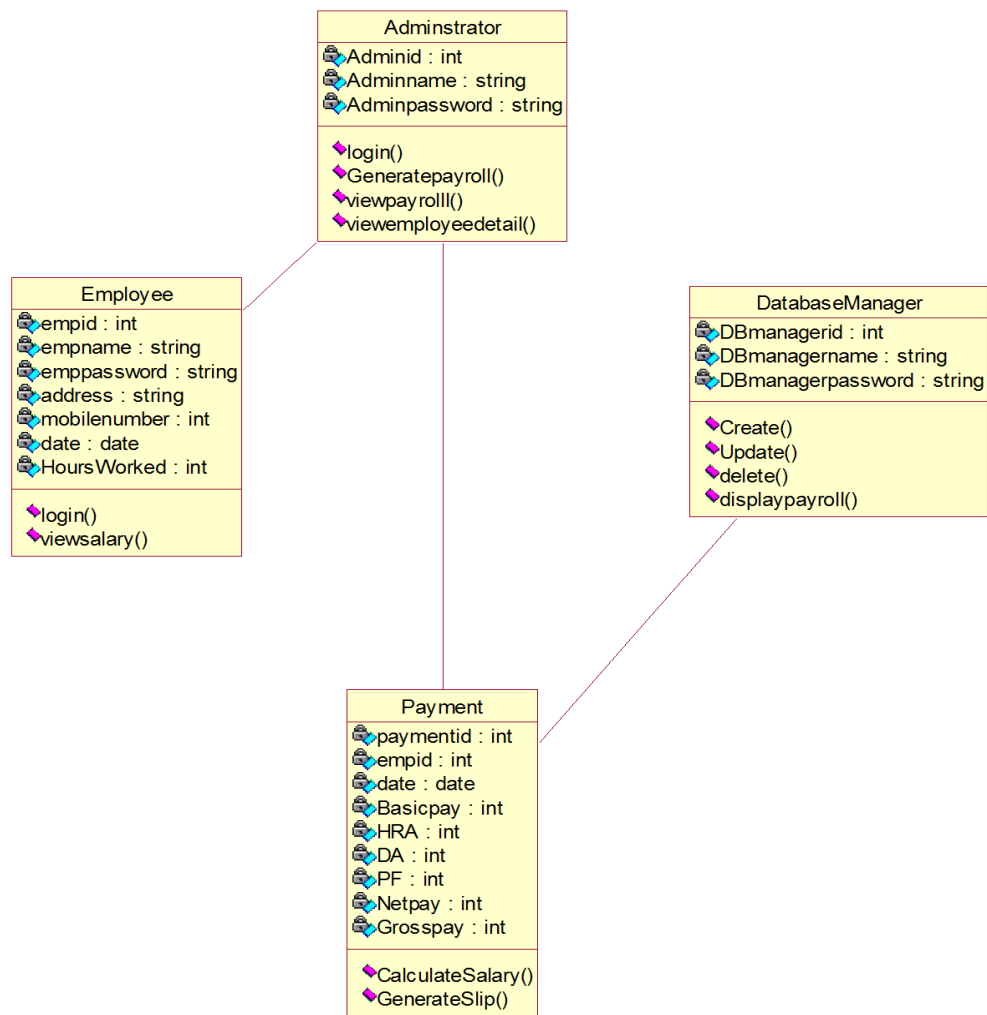 Adminstrator
Adminid : int
Adminname : string
Adminpassword : string
login()
Generatepayroll()
viewpayrolll()
viewemployeedetail()
Employee
empid : int
empname : string
emppassword : string
address : string
mobilenumber : int
date : date
HoursWorked : int
login()
viewsalary()
DatabaseManager
DBmanagerid : int
DBmanagername : string
DBmanagerpassword : string
Create()
Update()
delete()
displaypayroll()
Payment
paymentid : int
empid : int
date : date
Basicpay : int
HRA : int
DA : int
PF : int
Netpay : int
Grosspay : int
CalculateSalary()
GenerateSlip()